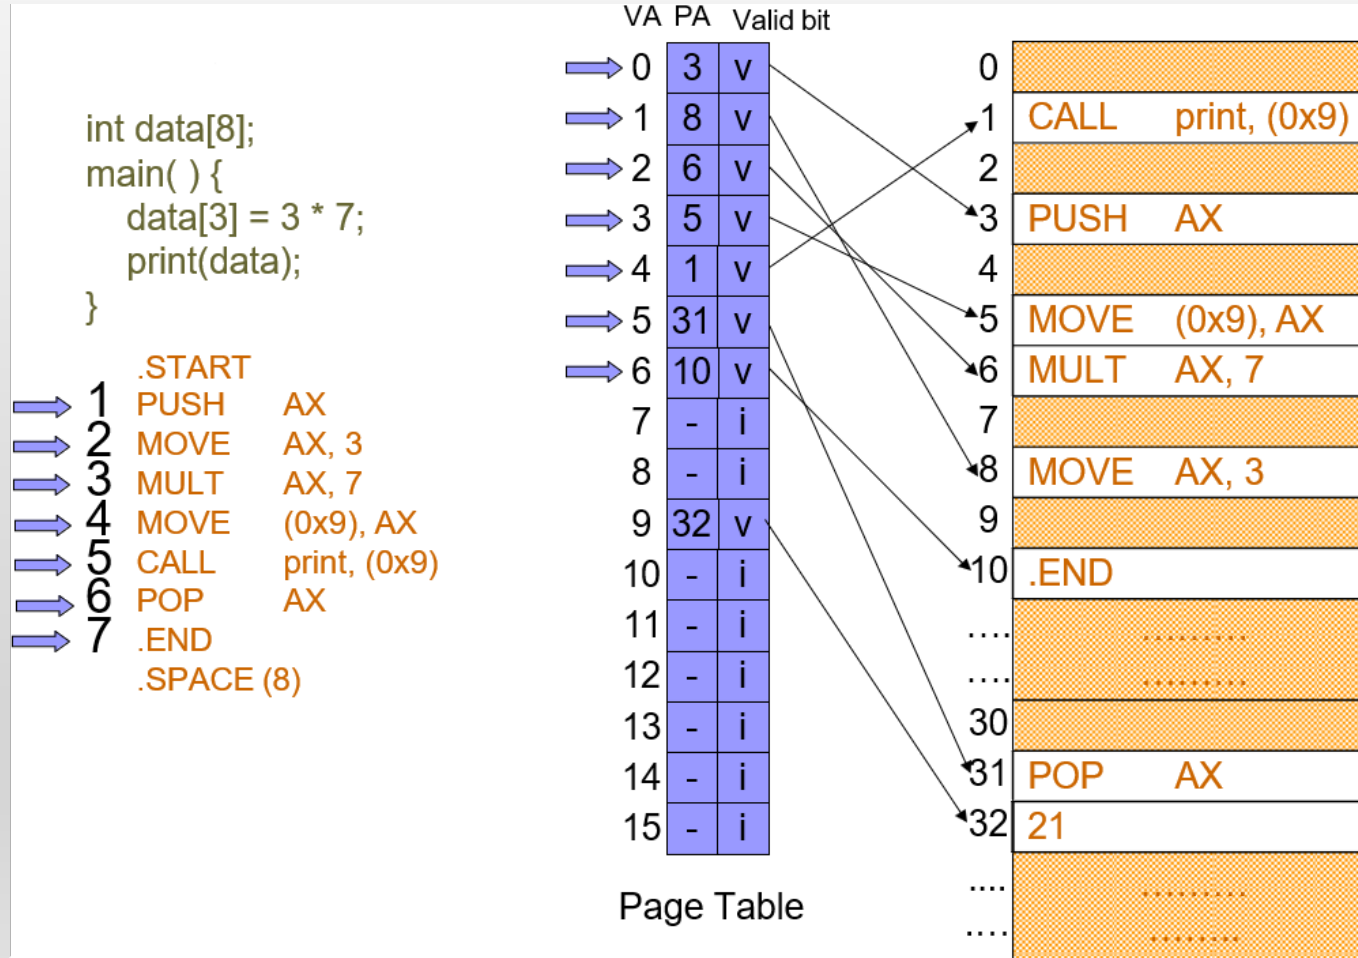 int data[8];
main( ) {
data[3] = 3 * 7;
print(data);
}
.START
1 PUSH AX
2 MOVE AX, 3
3 MULT AX, 7
4 MOVE (0x9), AX
5 CALL print, (0x9)
6 POP AX
7 .END
.SPACE (8)
VA PA Valid bit
0 3 v
1 8 v
2 6 v
3 5 v
4 1 v
5 31 v
6 10 v
7 - i
8 - i
9 32 v
10 - i
11 - i
12 - i
13 - i
14 - i
15 - i
Page Table
0
1 CALL print, (0x9)
2
3 PUSH AX
4
5 MOVE (0x9), AX
6 MULT AX, 7
7
8 MOVE AX, 3
9
10 .END
.... .........
.... .........
30
31 POP AX
32 21
.... .........
.... ........